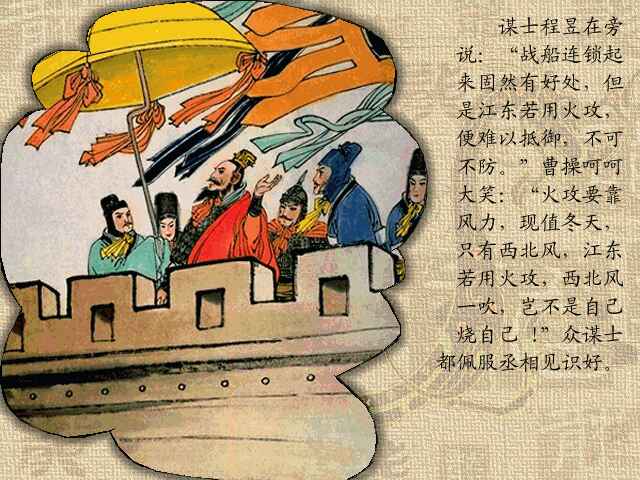 谋士程昱在旁
说：“战船连锁起
来固然有好处，但
是江东若用火攻，
便难以抵御，不可
不防。”曹操呵呵
大笑：“火攻要靠
风力，现值冬天，
只有西北风，江东
若用火攻，西北风
一吹，岂不是自己
烧自己！”众谋士
都佩服丞相见识好。